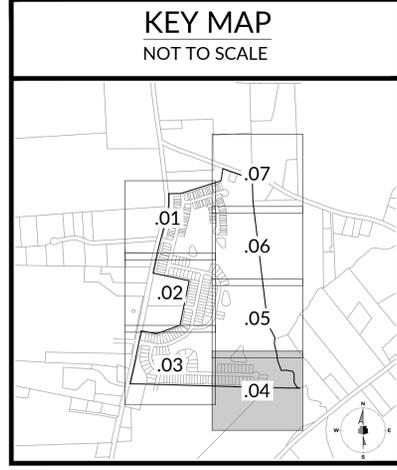 KEY MAP
NOT TO SCALE
.07
.01
.06
.02
.05
.03
.04
N
W E
S